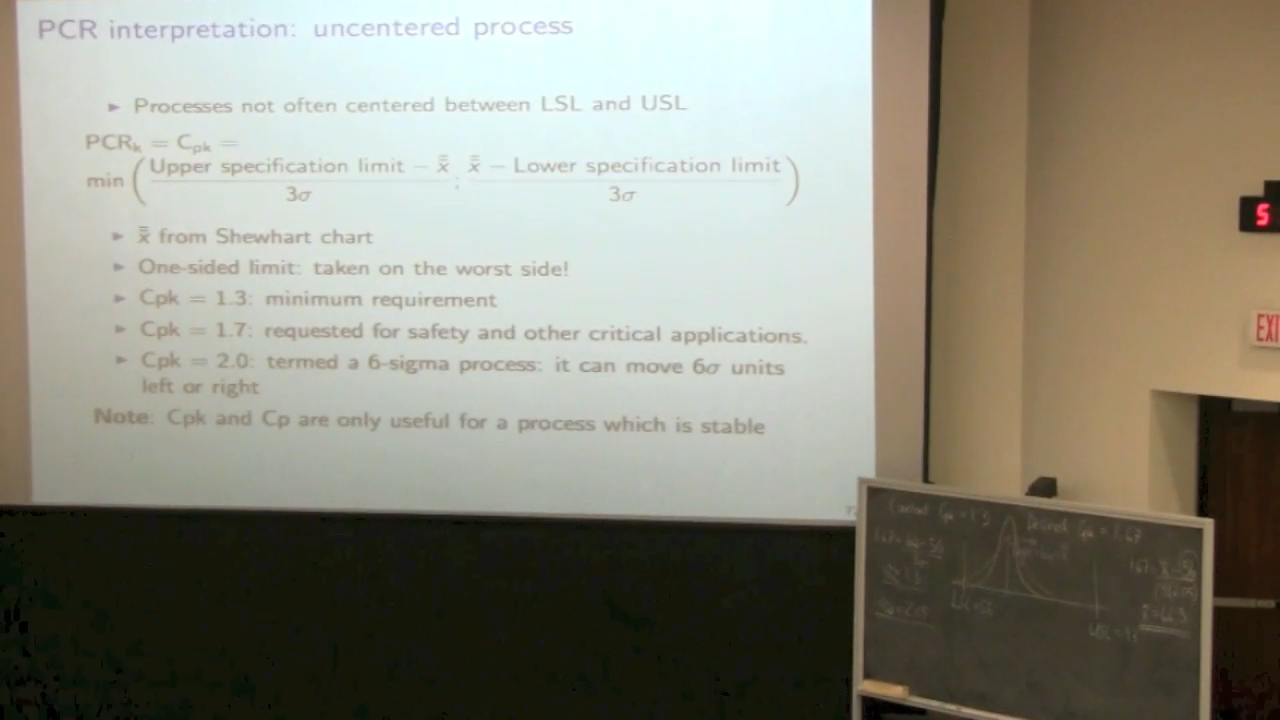 PCR interpretation: uncentered process
► Processes not often centered between LSL and USL
PCRₖ = Cₚₖ =
min ( Upper specification limit − x̿ / 3σ ; x̿ − Lower specification limit / 3σ )
► x̿ from Shewhart chart
► One-sided limit: taken on the worst side!
► Cpk = 1.3: minimum requirement
► Cpk = 1.7: requested for safety and other critical applications.
► Cpk = 2.0: termed a 6-sigma process: it can move 6σ units
left or right
Note: Cpk and Cp are only useful for a process which is stable
5
EXI
Desired Cpk = 1.67